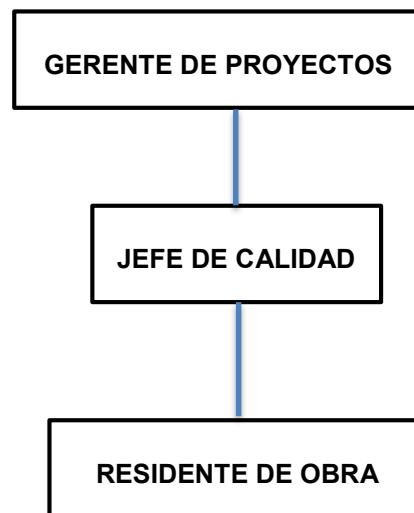 GERENTE DE PROYECTOS
JEFE DE CALIDAD
RESIDENTE DE OBRA